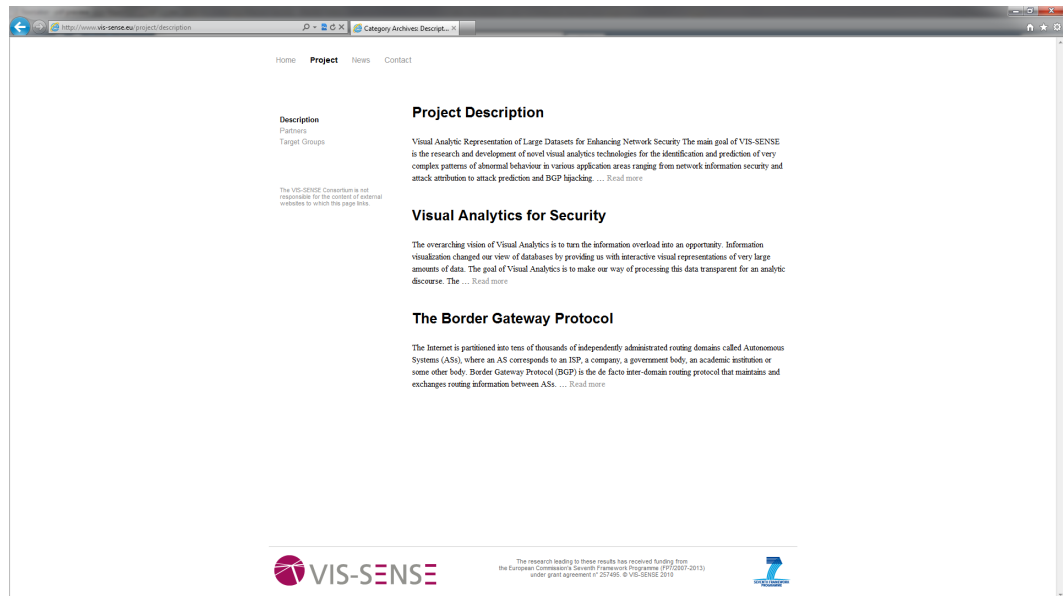 http://www.vis-sense.eu/project/description
Category Archives: Descript...
Home Project News Contact
Description
Partners
Target Groups
The VIS-SENSE Consortium is not
responsible for the content of external
websites to which this page links.
Project Description
Visual Analytic Representation of Large Datasets for Enhancing Network Security The main goal of VIS-SENSE
is the research and development of novel visual analytics technologies for the identification and prediction of very
complex patterns of abnormal behaviour in various application areas ranging from network information security and
attack attribution to attack prediction and BGP hijacking. … Read more
Visual Analytics for Security
The overarching vision of Visual Analytics is to turn the information overload into an opportunity. Information
visualization changed our view of databases by providing us with interactive visual representations of very large
amounts of data. The goal of Visual Analytics is to make our way of processing this data transparent for an analytic
discourse. The … Read more
The Border Gateway Protocol
The Internet is partitioned into tens of thousands of independently administrated routing domains called Autonomous
Systems (ASs), where an AS corresponds to an ISP, a company, a government body, an academic institution or
some other body. Border Gateway Protocol (BGP) is the de facto inter-domain routing protocol that maintains and
exchanges routing information between ASs. … Read more
VIS-SENSE
The research leading to these results has received funding from
the European Commission's Seventh Framework Programme (FP7/2007-2013)
under grant agreement n° 257495. © VIS-SENSE 2010
SEVENTH FRAMEWORK
PROGRAMME